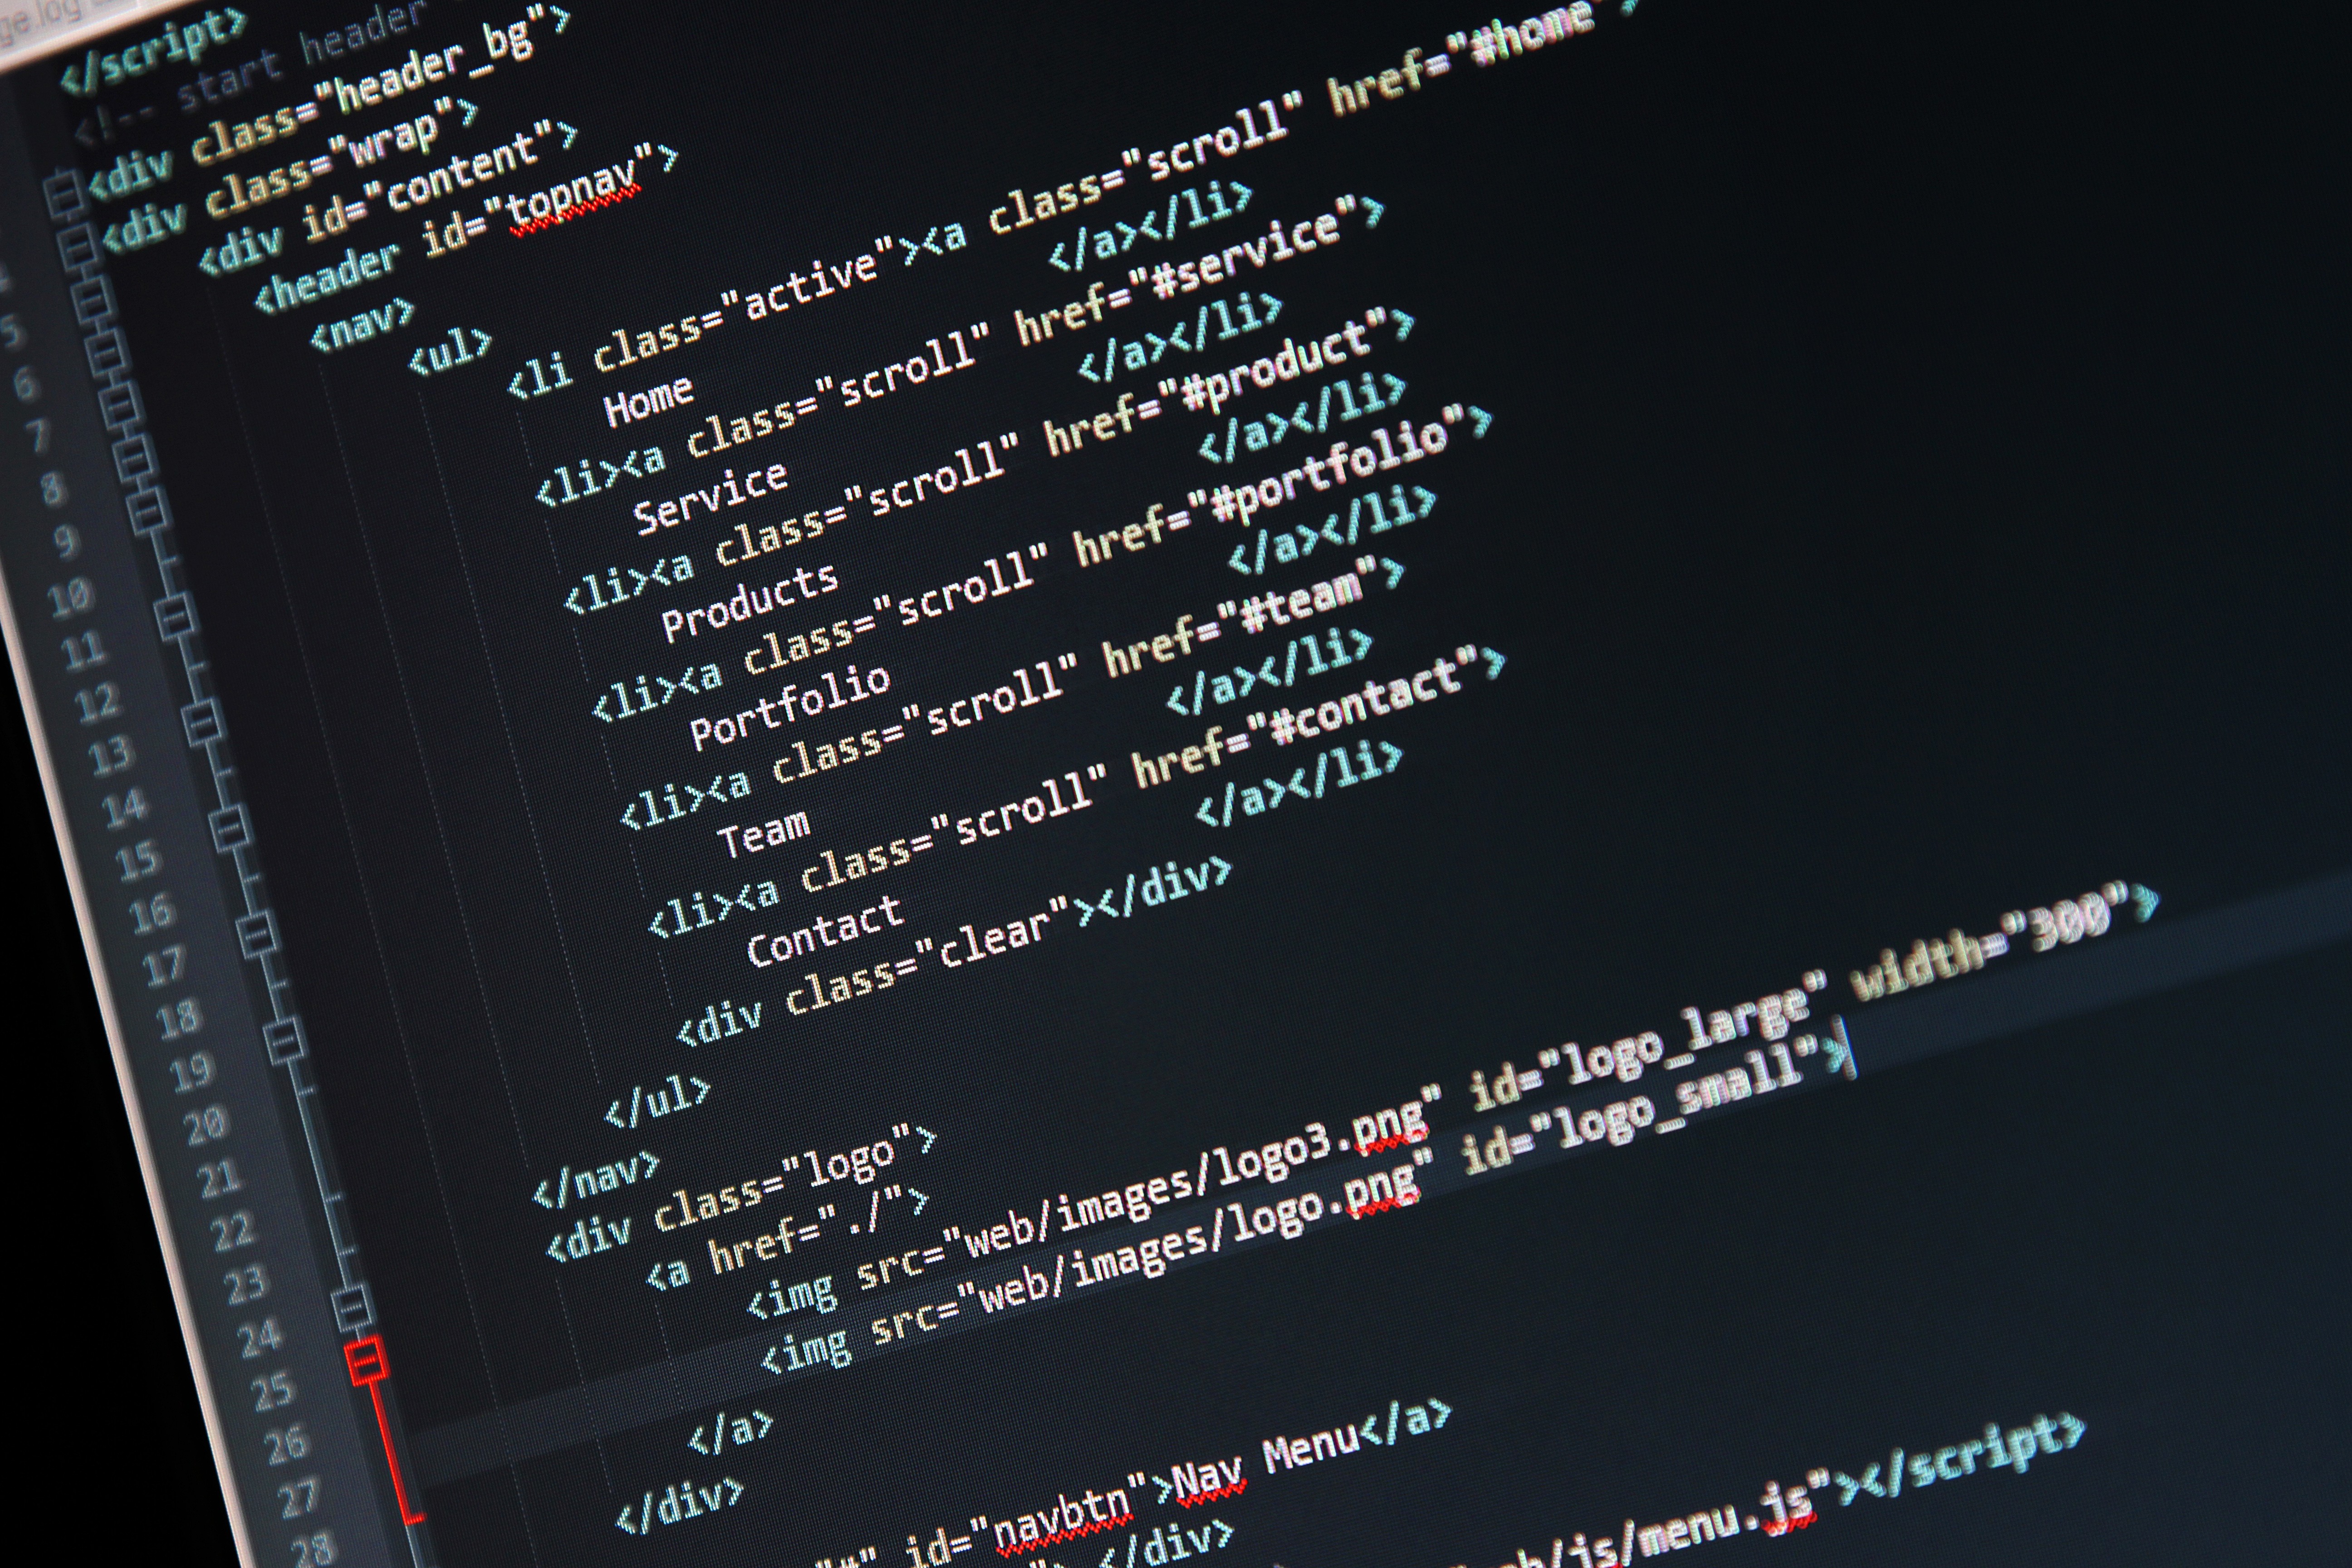 </script>
<!-- start header
<div class="header_bg">
<div class="wrap">
5 <div id="content">
6 <header id="topnav">
7 <nav>
8 <ul>
9 <li class="active"><a class="scroll" href="#home">
10 Home </a></li>
11 <li><a class="scroll" href="#service">
12 Service </a></li>
13 <li><a class="scroll" href="#product">
14 Products </a></li>
15 <li><a class="scroll" href="#portfolio">
16 Portfolio </a></li>
17 <li><a class="scroll" href="#team">
18 Team </a></li>
19 <li><a class="scroll" href="#contact">
20 Contact </a></li>
21 <div class="clear"></div>
22 </ul>
23 </nav>
24 <div class="logo">
25 <a href="./">
26 <img src="web/images/logo3.png" id="logo_large" width="300">
27 <img src="web/images/logo.png" id="logo_small">
28 </a>
</div>
id="navbtn">Nav Menu</a>
</div>
/js/menu.js"></script>